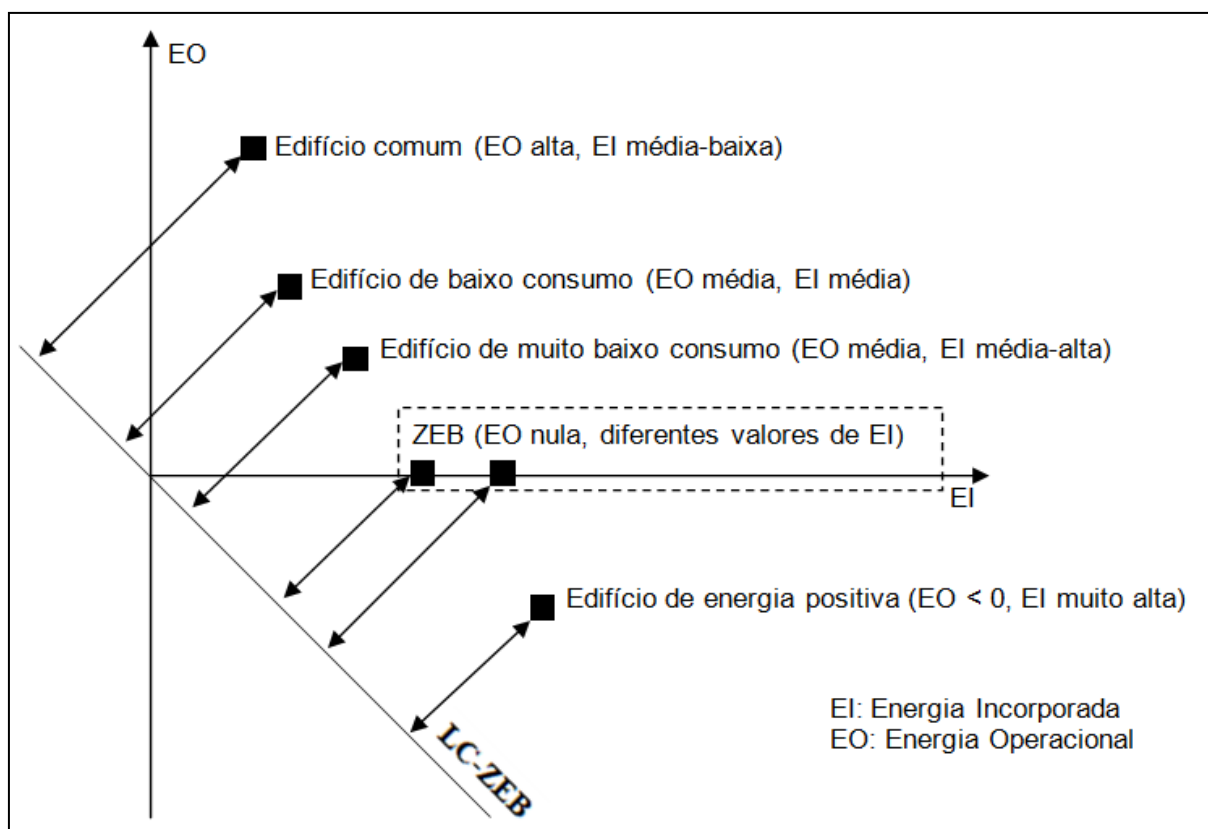 EO
Edifício comum (EO alta, EI média-baixa)
Edifício de baixo consumo (EO média, EI média)
Edifício de muito baixo consumo (EO média, EI média-alta)
ZEB (EO nula, diferentes valores de EI)
EI
Edifício de energia positiva (EO < 0, EI muito alta)
LC-ZEB
EI: Energia Incorporada
EO: Energia Operacional